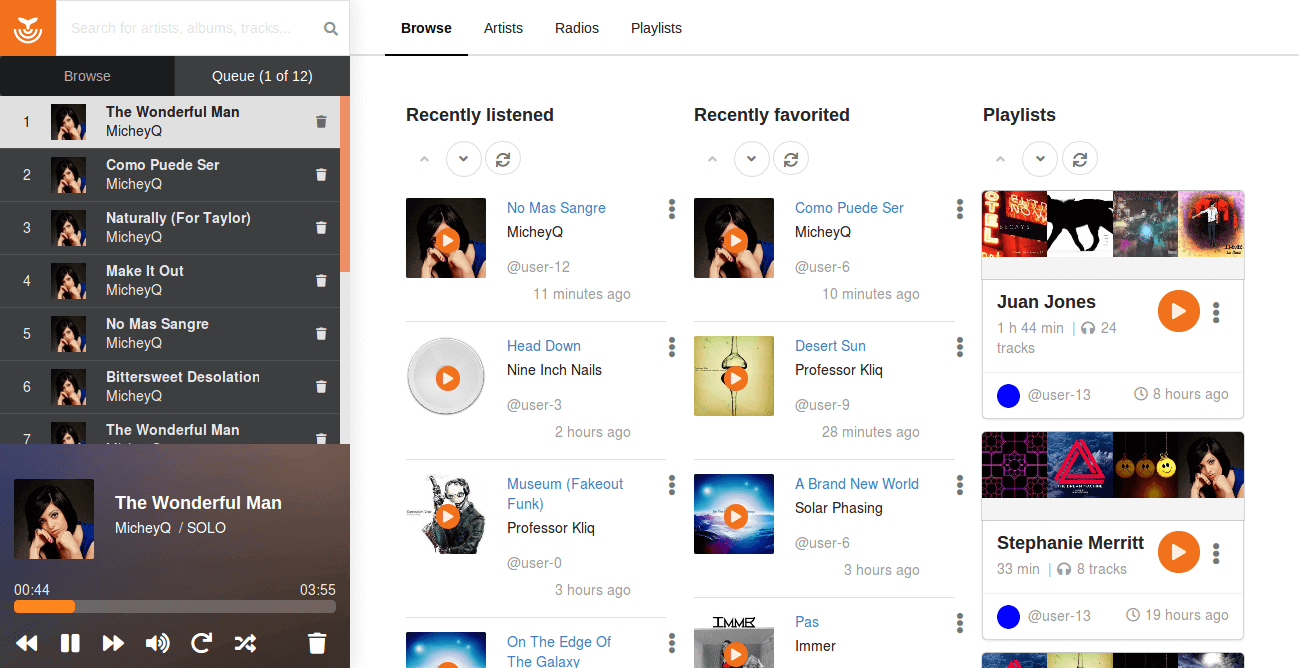 Search for artists, albums, tracks...
Browse
Queue (1 of 12)
1
The Wonderful Man
MicheyQ
2
Como Puede Ser
MicheyQ
3
Naturally (For Taylor)
MicheyQ
4
Make It Out
MicheyQ
5
No Mas Sangre
MicheyQ
6
Bittersweet Desolation
MicheyQ
7
The Wonderful Man
The Wonderful Man
MicheyQ / SOLO
00:44
03:55
Browse
Artists
Radios
Playlists
Recently listened
No Mas Sangre
MicheyQ
@user-12
11 minutes ago
Head Down
Nine Inch Nails
@user-3
2 hours ago
Museum (Fakeout
Funk)
Professor Kliq
@user-0
3 hours ago
On The Edge Of
The Galaxy
Recently favorited
Como Puede Ser
MicheyQ
@user-6
10 minutes ago
Desert Sun
Professor Kliq
@user-9
28 minutes ago
A Brand New World
Solar Phasing
@user-6
3 hours ago
IMMER
Pas
Immer
Playlists
Juan Jones
1 h 44 min | 24
tracks
@user-13
8 hours ago
THE DREAM MACHINE
Stephanie Merritt
33 min | 8 tracks
@user-13
19 hours ago